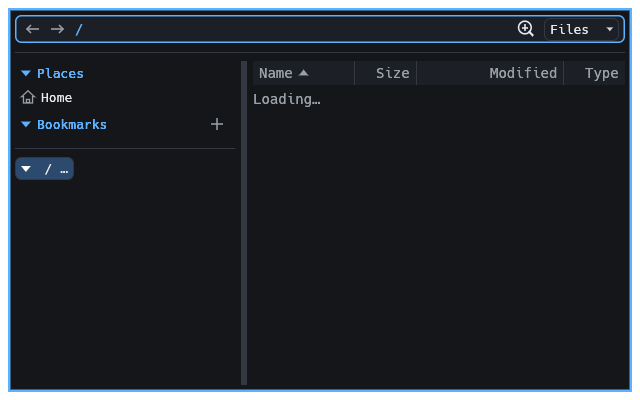 /
Files
Places
Home
Bookmarks
/ …
Name Size Modified Type
Loading…